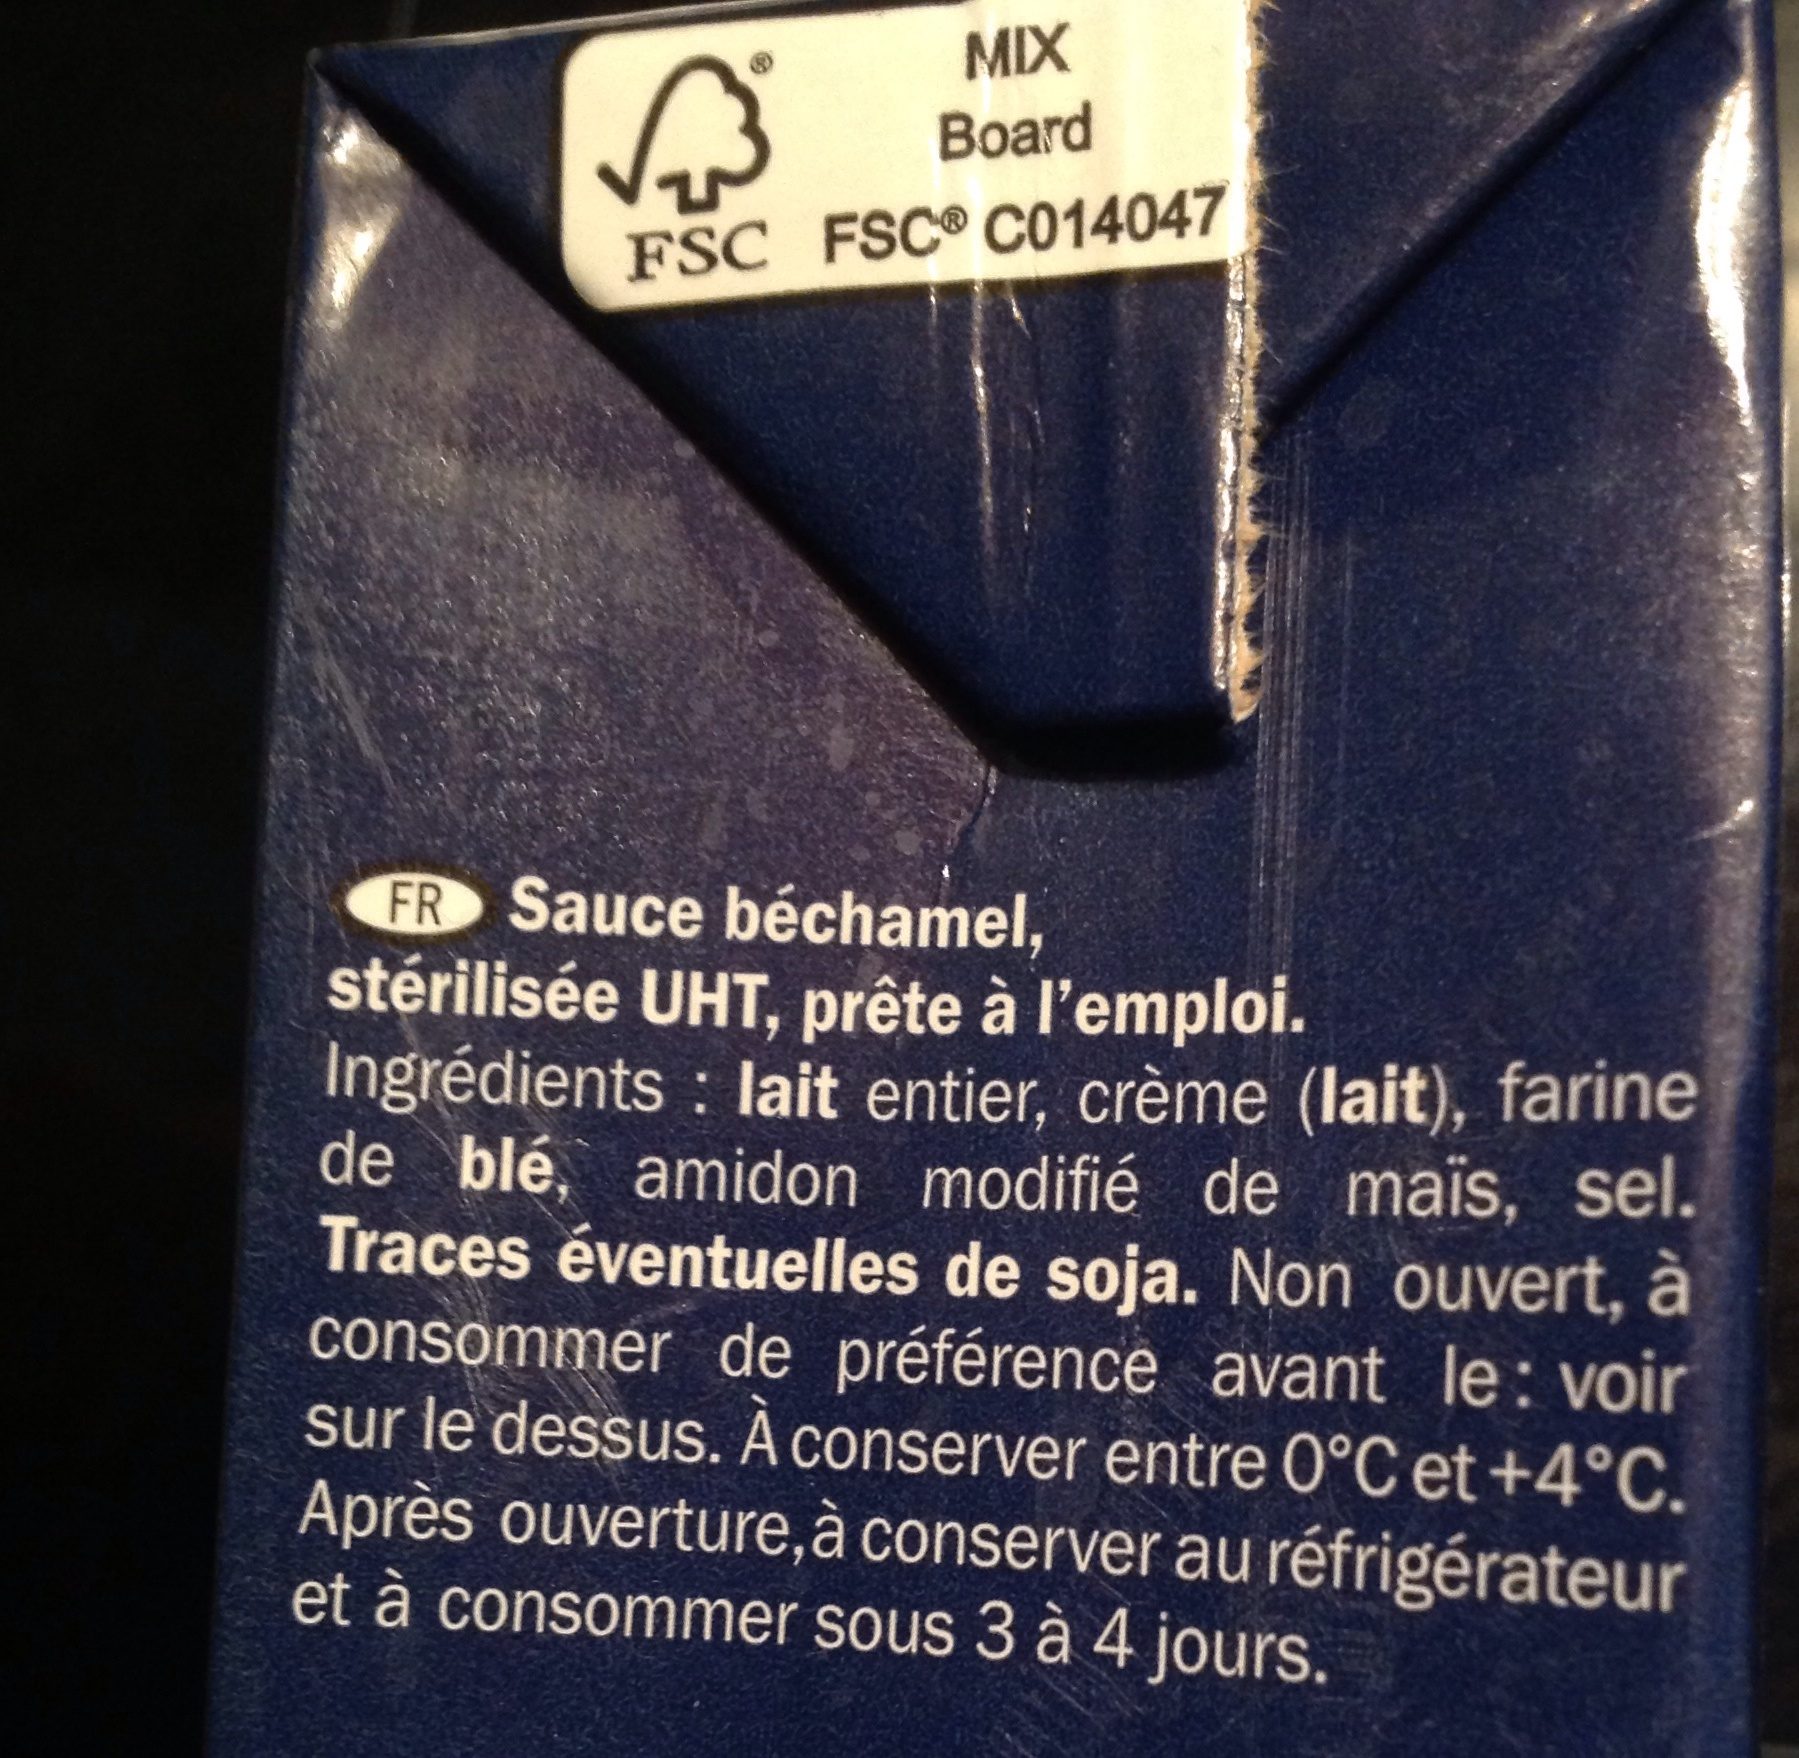 MIX
Board
FSC® C014047
®
FSC
FR Sauce béchamel,
stérilisée UHT, prête à l'emploi.
Ingrédients : lait entier, crème (lait), farine
de blé, amidon modifié de maïs, sel.
Traces éventuelles de soja. Non ouvert, à
consommer de préférence avant le : voir
sur le dessus. À conserver entre 0°C et +4°C.
Après ouverture, à conserver au réfrigérateur
et à consommer sous 3 à 4 jours.